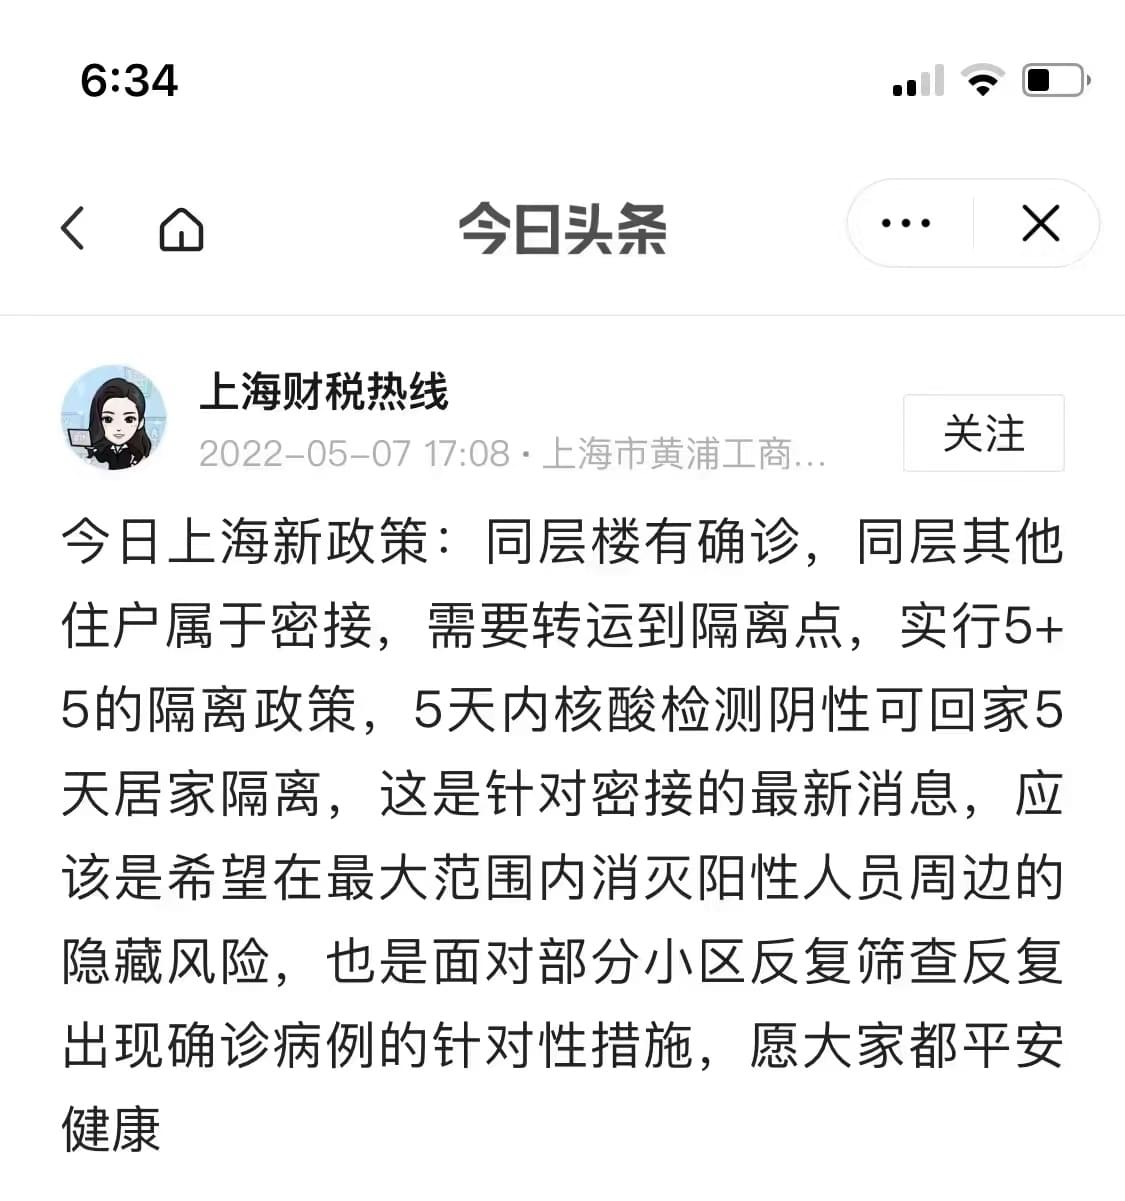 6:34
今日头条
上海财税热线
2022-05-07 17:08·上海市黄浦工商...
关注
今日上海新政策：同层楼有确诊，同层其他
住户属于密接，需要转运到隔离点，实行5+
5的隔离政策，5天内核酸检测阴性可回家5
天居家隔离，这是针对密接的最新消息，应
该是希望在最大范围内消灭阳性人员周边的
隐藏风险，也是面对部分小区反复筛查反复
出现确诊病例的针对性措施，愿大家都平安
健康